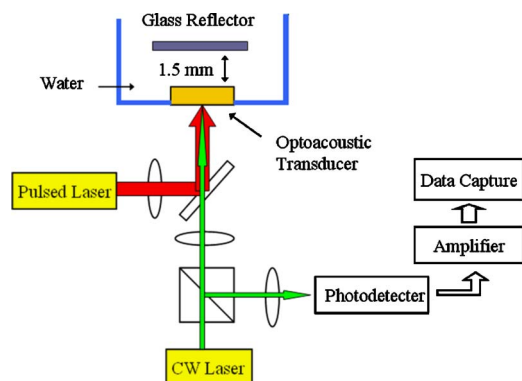 Glass Reflector
1.5 mm
Water
Optoacoustic
Transducer
Pulsed Laser
Data Capture
Amplifier
Photodetecter
CW Laser